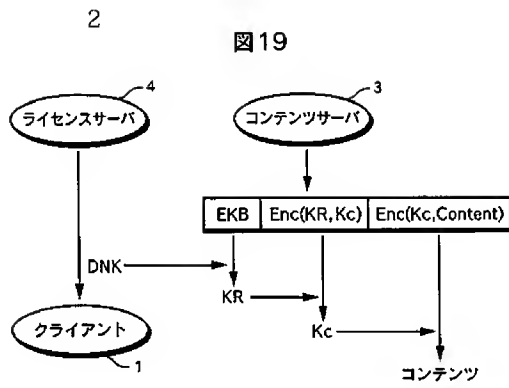 2
図19
4
ライセンスサーバ
3
コンテンツサーバ
EKB
Enc(KR,Kc)
Enc(Kc,Content)
DNK
KR
Kc
クライアント
1
コンテンツ